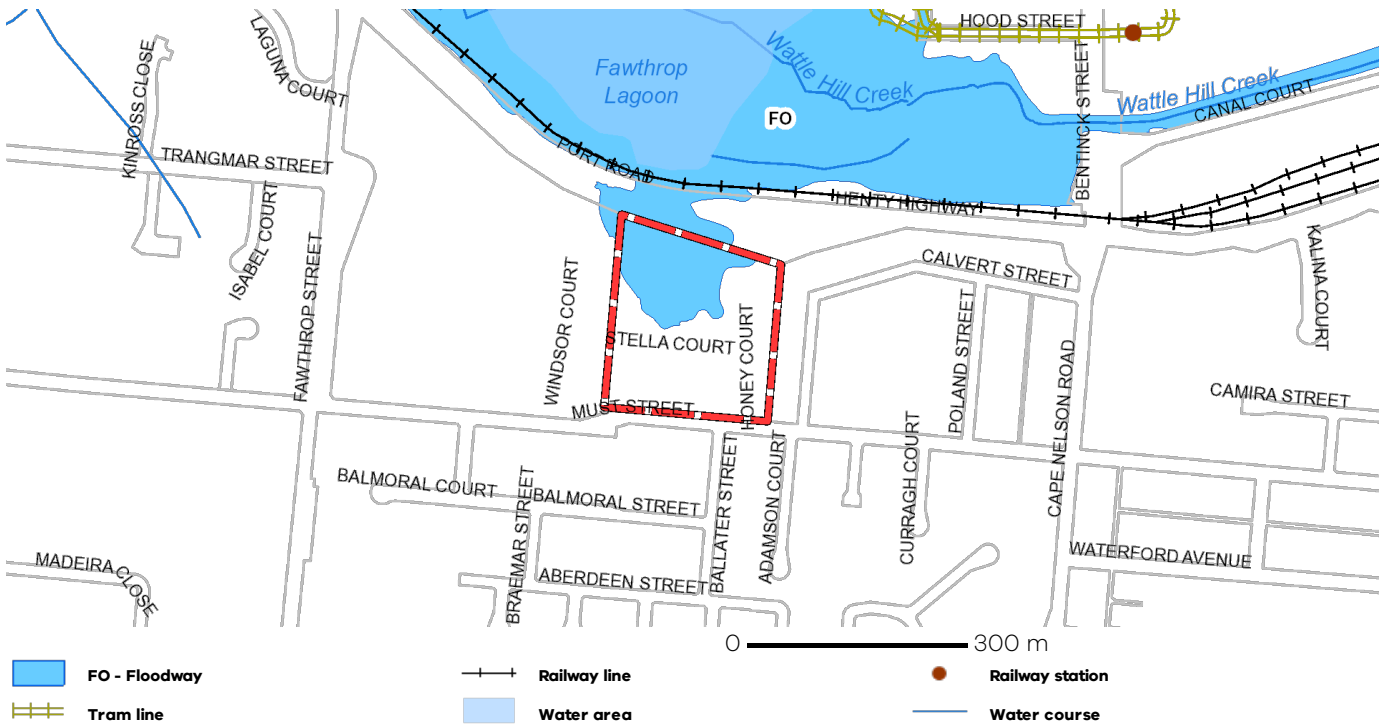 HOOD STREET
LAGUNA COURT
KINROSS CLOSE
Fawthrop
Lagoon
Wattle Hill Creek
Wattle Hill Creek
CANAL COURT
FO
BENTINCK STREET
TRANGMAR STREET
PORT ROAD
HENTY HIGHWAY
ISABEL COURT
FAWTHROP STREET
WINDSOR COURT
CALVERT STREET
KALINA COURT
STELLA COURT
HONEY COURT
POLAND STREET
CAPE NELSON ROAD
CAMIRA STREET
MUST STREET
BALMORAL COURT
BALMORAL STREET
BRAEMAR STREET
BALLATER STREET
ADAMSON COURT
CURRAGH COURT
MADEIRA CLOSE
ABERDEEN STREET
WATERFORD AVENUE
0 300 m
FO - Floodway
Railway line
Railway station
Tram line
Water area
Water course